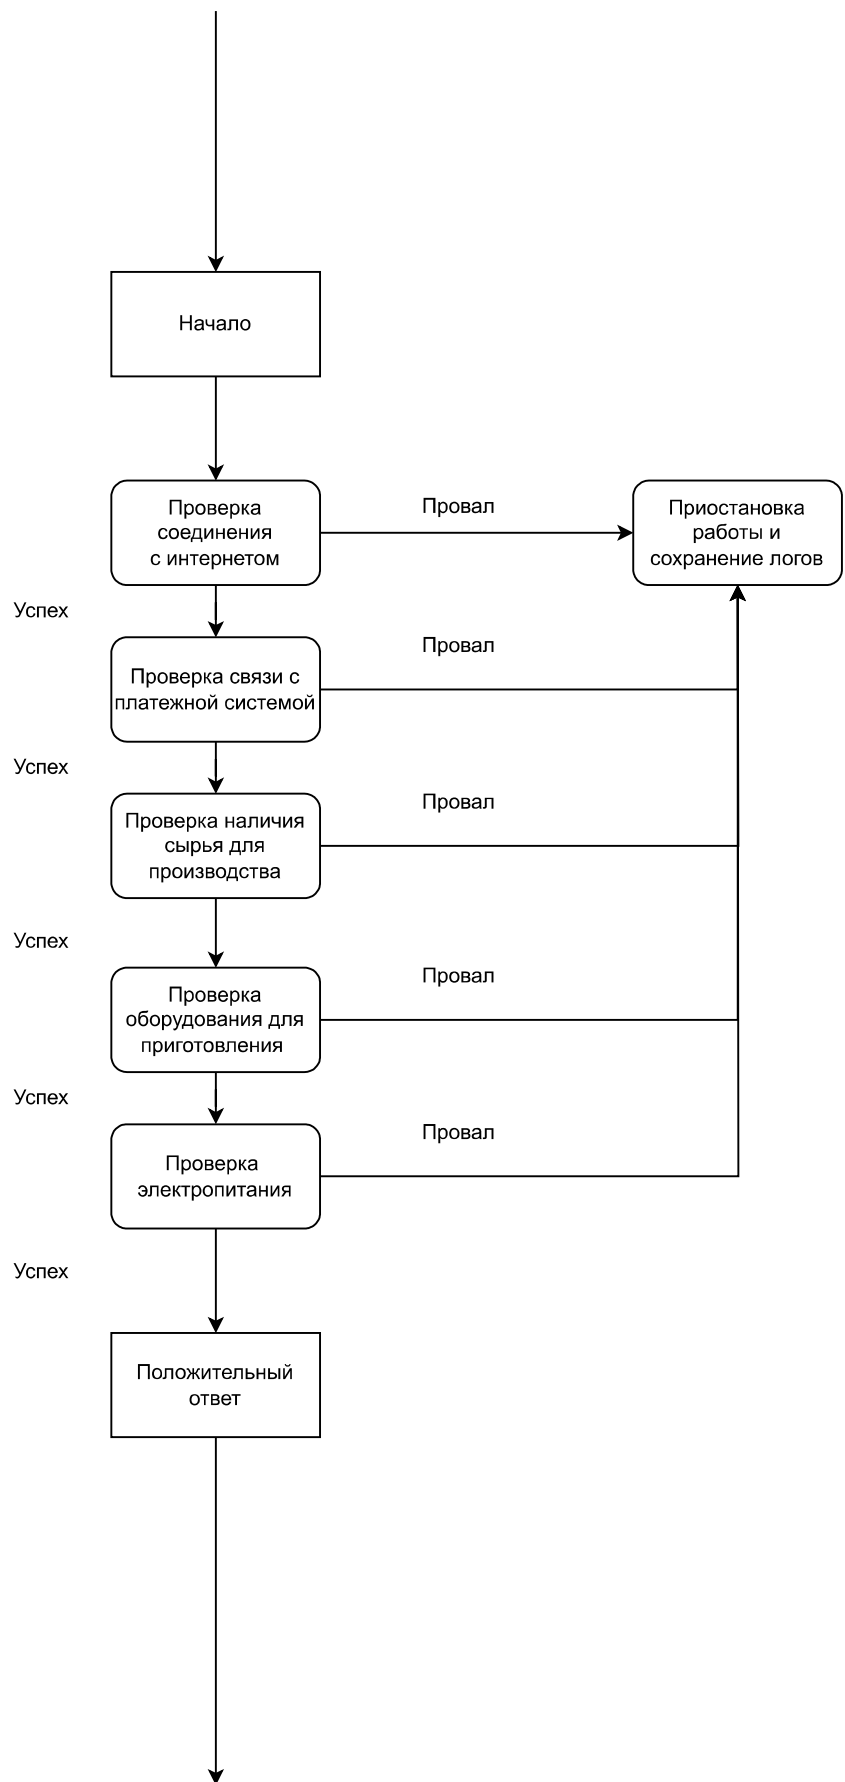 Начало
Проверка
соединения
с интернетом
Провал
Приостановка
работы и
сохранение логов
Успех
Проверка связи с
платежной системой
Провал
Успех
Проверка наличия
сырья для
производства
Провал
Успех
Проверка
оборудования для
приготовления
Провал
Успех
Проверка
электропитания
Провал
Успех
Положительный
ответ